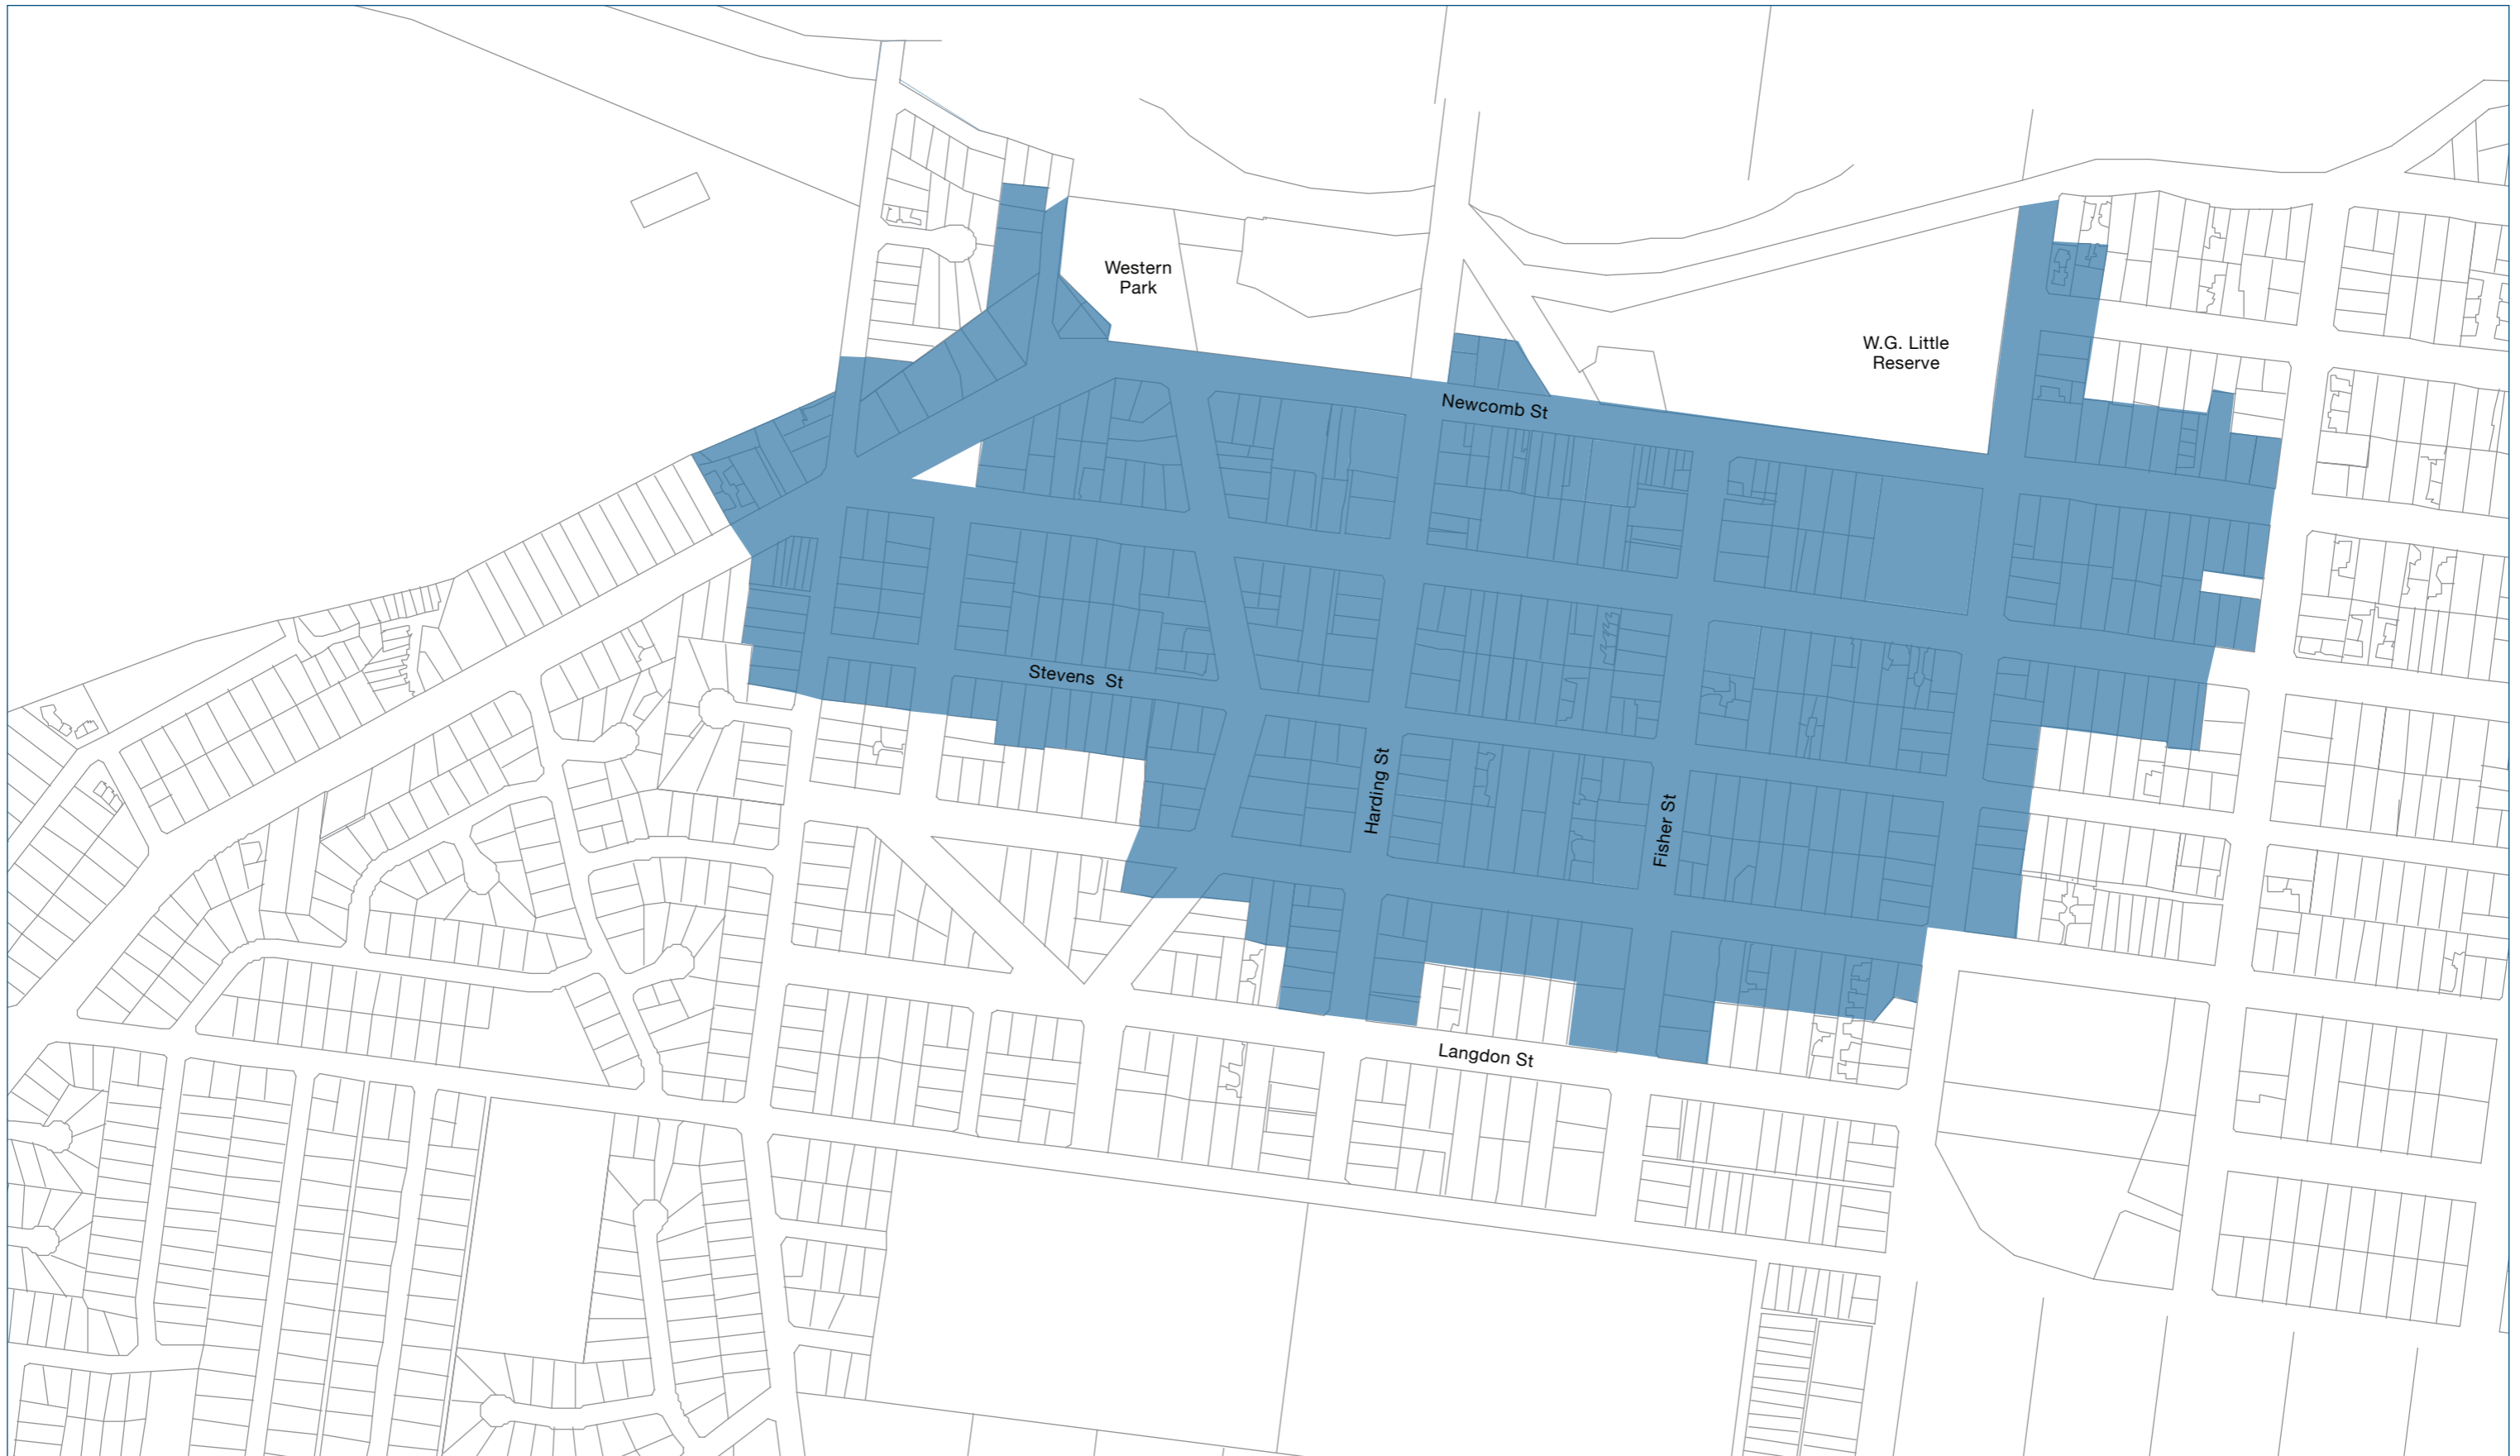 Western
Park
W.G. Little
Reserve
Newcomb St
Stevens St
Harding St
Fisher St
Langdon St